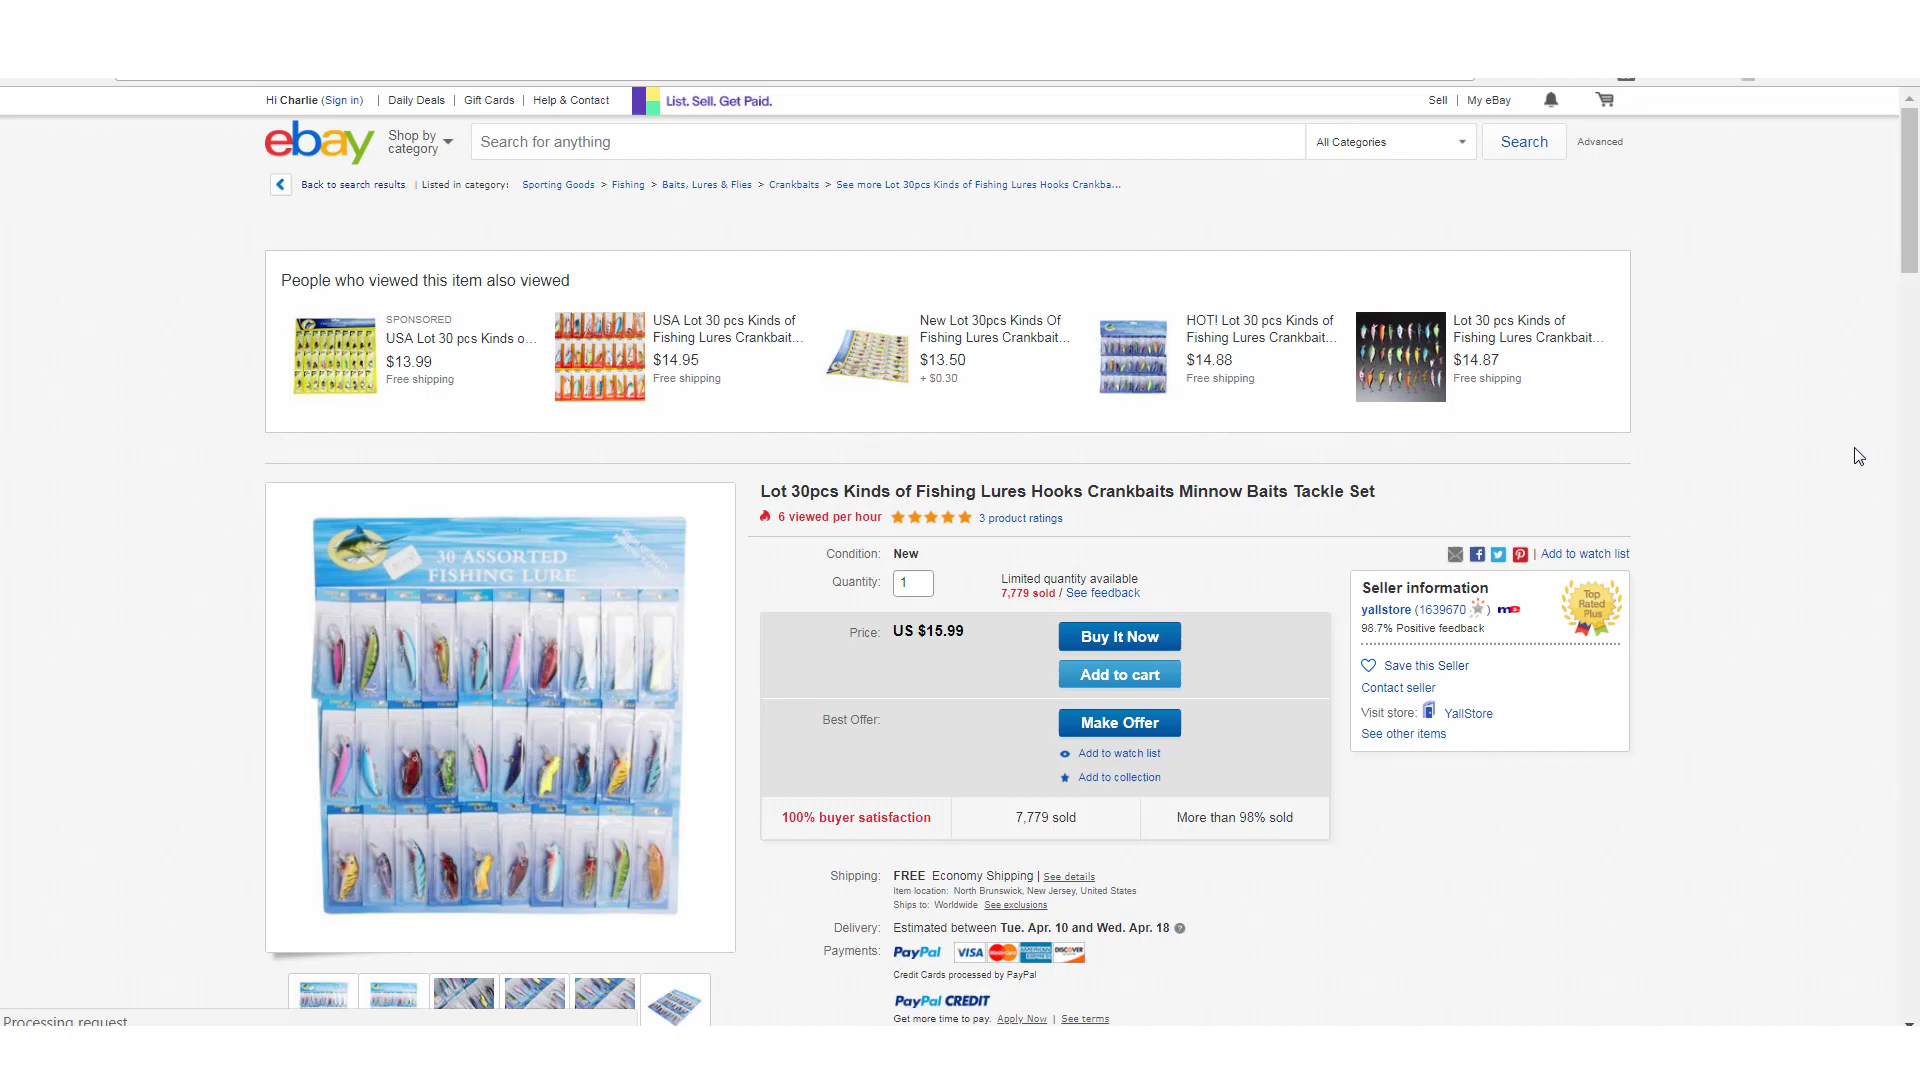 Hi Charlie (Sign in) | Daily Deals | Gift Cards | Help & Contact List. Sell. Get Paid. Sell | My eBay
ebay Shop by category Search for anything All Categories Search Advanced
Back to search results | Listed in category: Sporting Goods > Fishing > Baits, Lures & Flies > Crankbaits > See more Lot 30pcs Kinds of Fishing Lures Hooks Crankba...
People who viewed this item also viewed
SPONSORED
USA Lot 30 pcs Kinds o...
$13.99
Free shipping
USA Lot 30 pcs Kinds of
Fishing Lures Crankbait...
$14.95
Free shipping
New Lot 30pcs Kinds Of
Fishing Lures Crankbait...
$13.50
+ $0.30
HOT! Lot 30 pcs Kinds of
Fishing Lures Crankbait...
$14.88
Free shipping
Lot 30 pcs Kinds of
Fishing Lures Crankbait...
$14.87
Free shipping
30 ASSORTED
FISHING LURE
Lot 30pcs Kinds of Fishing Lures Hooks Crankbaits Minnow Baits Tackle Set
6 viewed per hour 3 product ratings
Condition: New
Quantity: 1 Limited quantity available
7,779 sold / See feedback
Price: US $15.99 Buy It Now
Add to cart
Best Offer: Make Offer
Add to watch list
Add to collection
100% buyer satisfaction 7,779 sold More than 98% sold
Shipping: FREE Economy Shipping | See details
Item location: North Brunswick, New Jersey, United States
Ships to: Worldwide See exclusions
Delivery: Estimated between Tue. Apr. 10 and Wed. Apr. 18
Payments: PayPal VISA AMERICAN EXPRESS DISCOVER
Credit Cards processed by PayPal
PayPal CREDIT
Get more time to pay. Apply Now | See terms
| Add to watch list
Seller information
yallstore (1639670 ) me
98.7% Positive feedback
Top
Rated
Plus
Save this Seller
Contact seller
Visit store: YallStore
See other items
Processing request